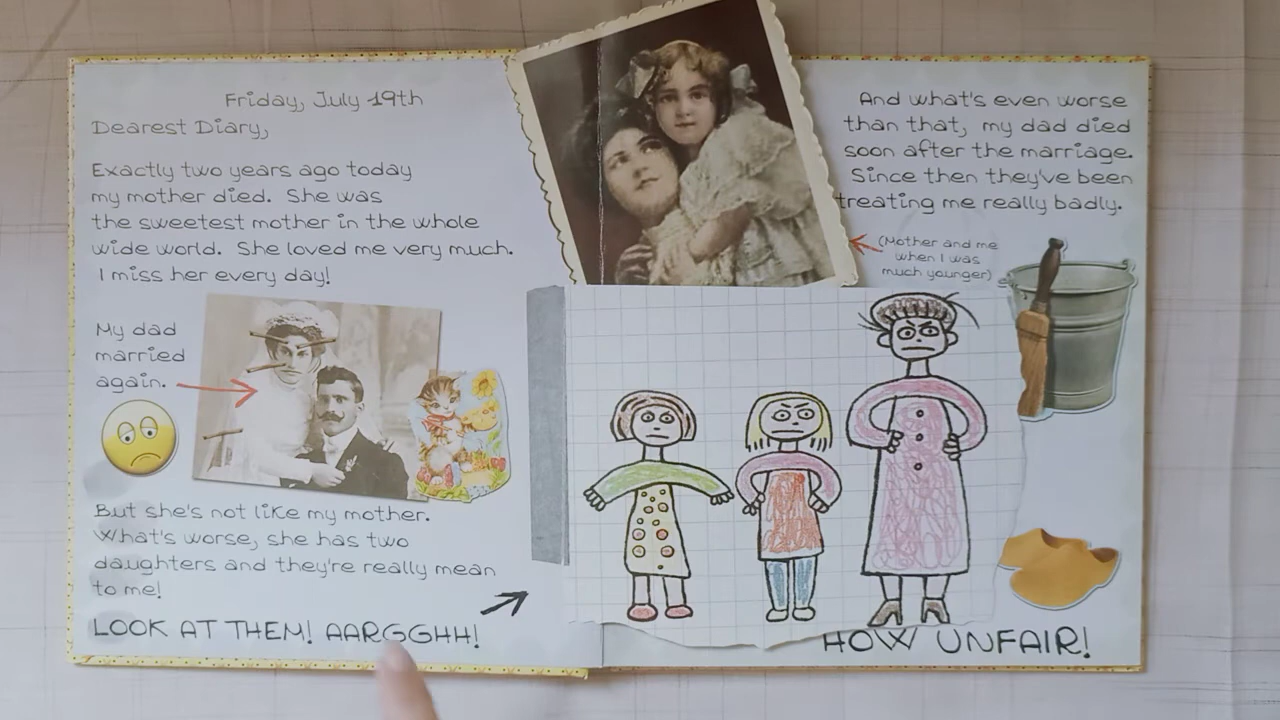 Friday, July 19th
Dearest Diary,
Exactly two years ago today
my mother died. She was
the sweetest mother in the whole
wide world. She loved me very much.
I miss her every day!
My dad
married
again.
But she's not like my mother.
What's worse, she has two
daughters and they're really mean
to me!
LOOK AT THEM! AARGGHH!
And what's even worse
than that, my dad died
soon after the marriage.
Since then they've been
treating me really badly.
(Mother and me
when I was
much younger)
HOW UNFAIR!